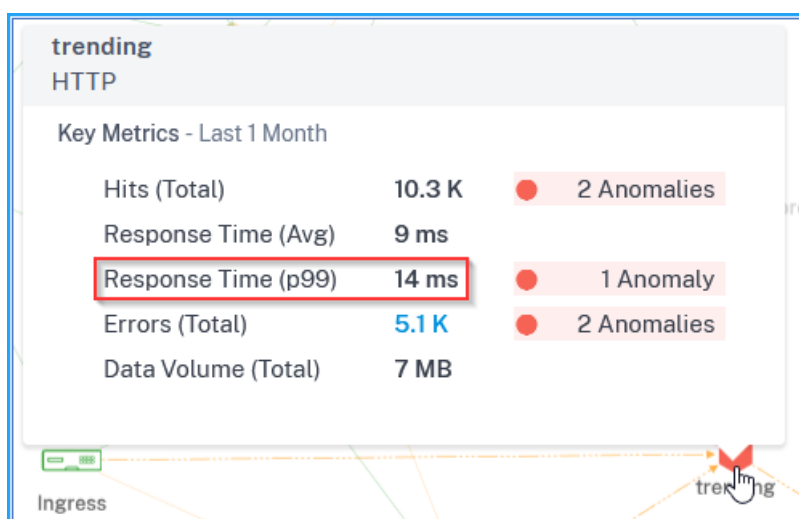 trending
HTTP
Key Metrics - Last 1 Month
Hits (Total) 10.3 K 2 Anomalies
Response Time (Avg) 9 ms
Response Time (p99) 14 ms 1 Anomaly
Errors (Total) 5.1 K 2 Anomalies
Data Volume (Total) 7 MB
Ingress